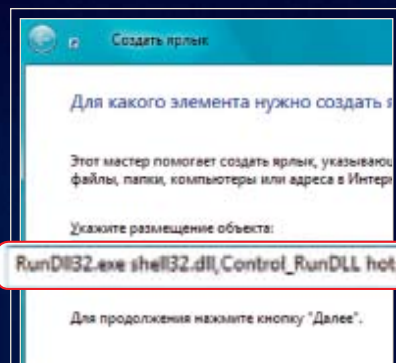 Создать ярлык
Для какого элемента нужно создать я
Этот мастер помогает создать ярлык, указываю
файлы, папки, компьютеры или адреса в Интер
Укажите размещение объекта:
RunDll32.exe shell32.dll,Control_RunDLL hot
Для продолжения нажмите кнопку "Далее".